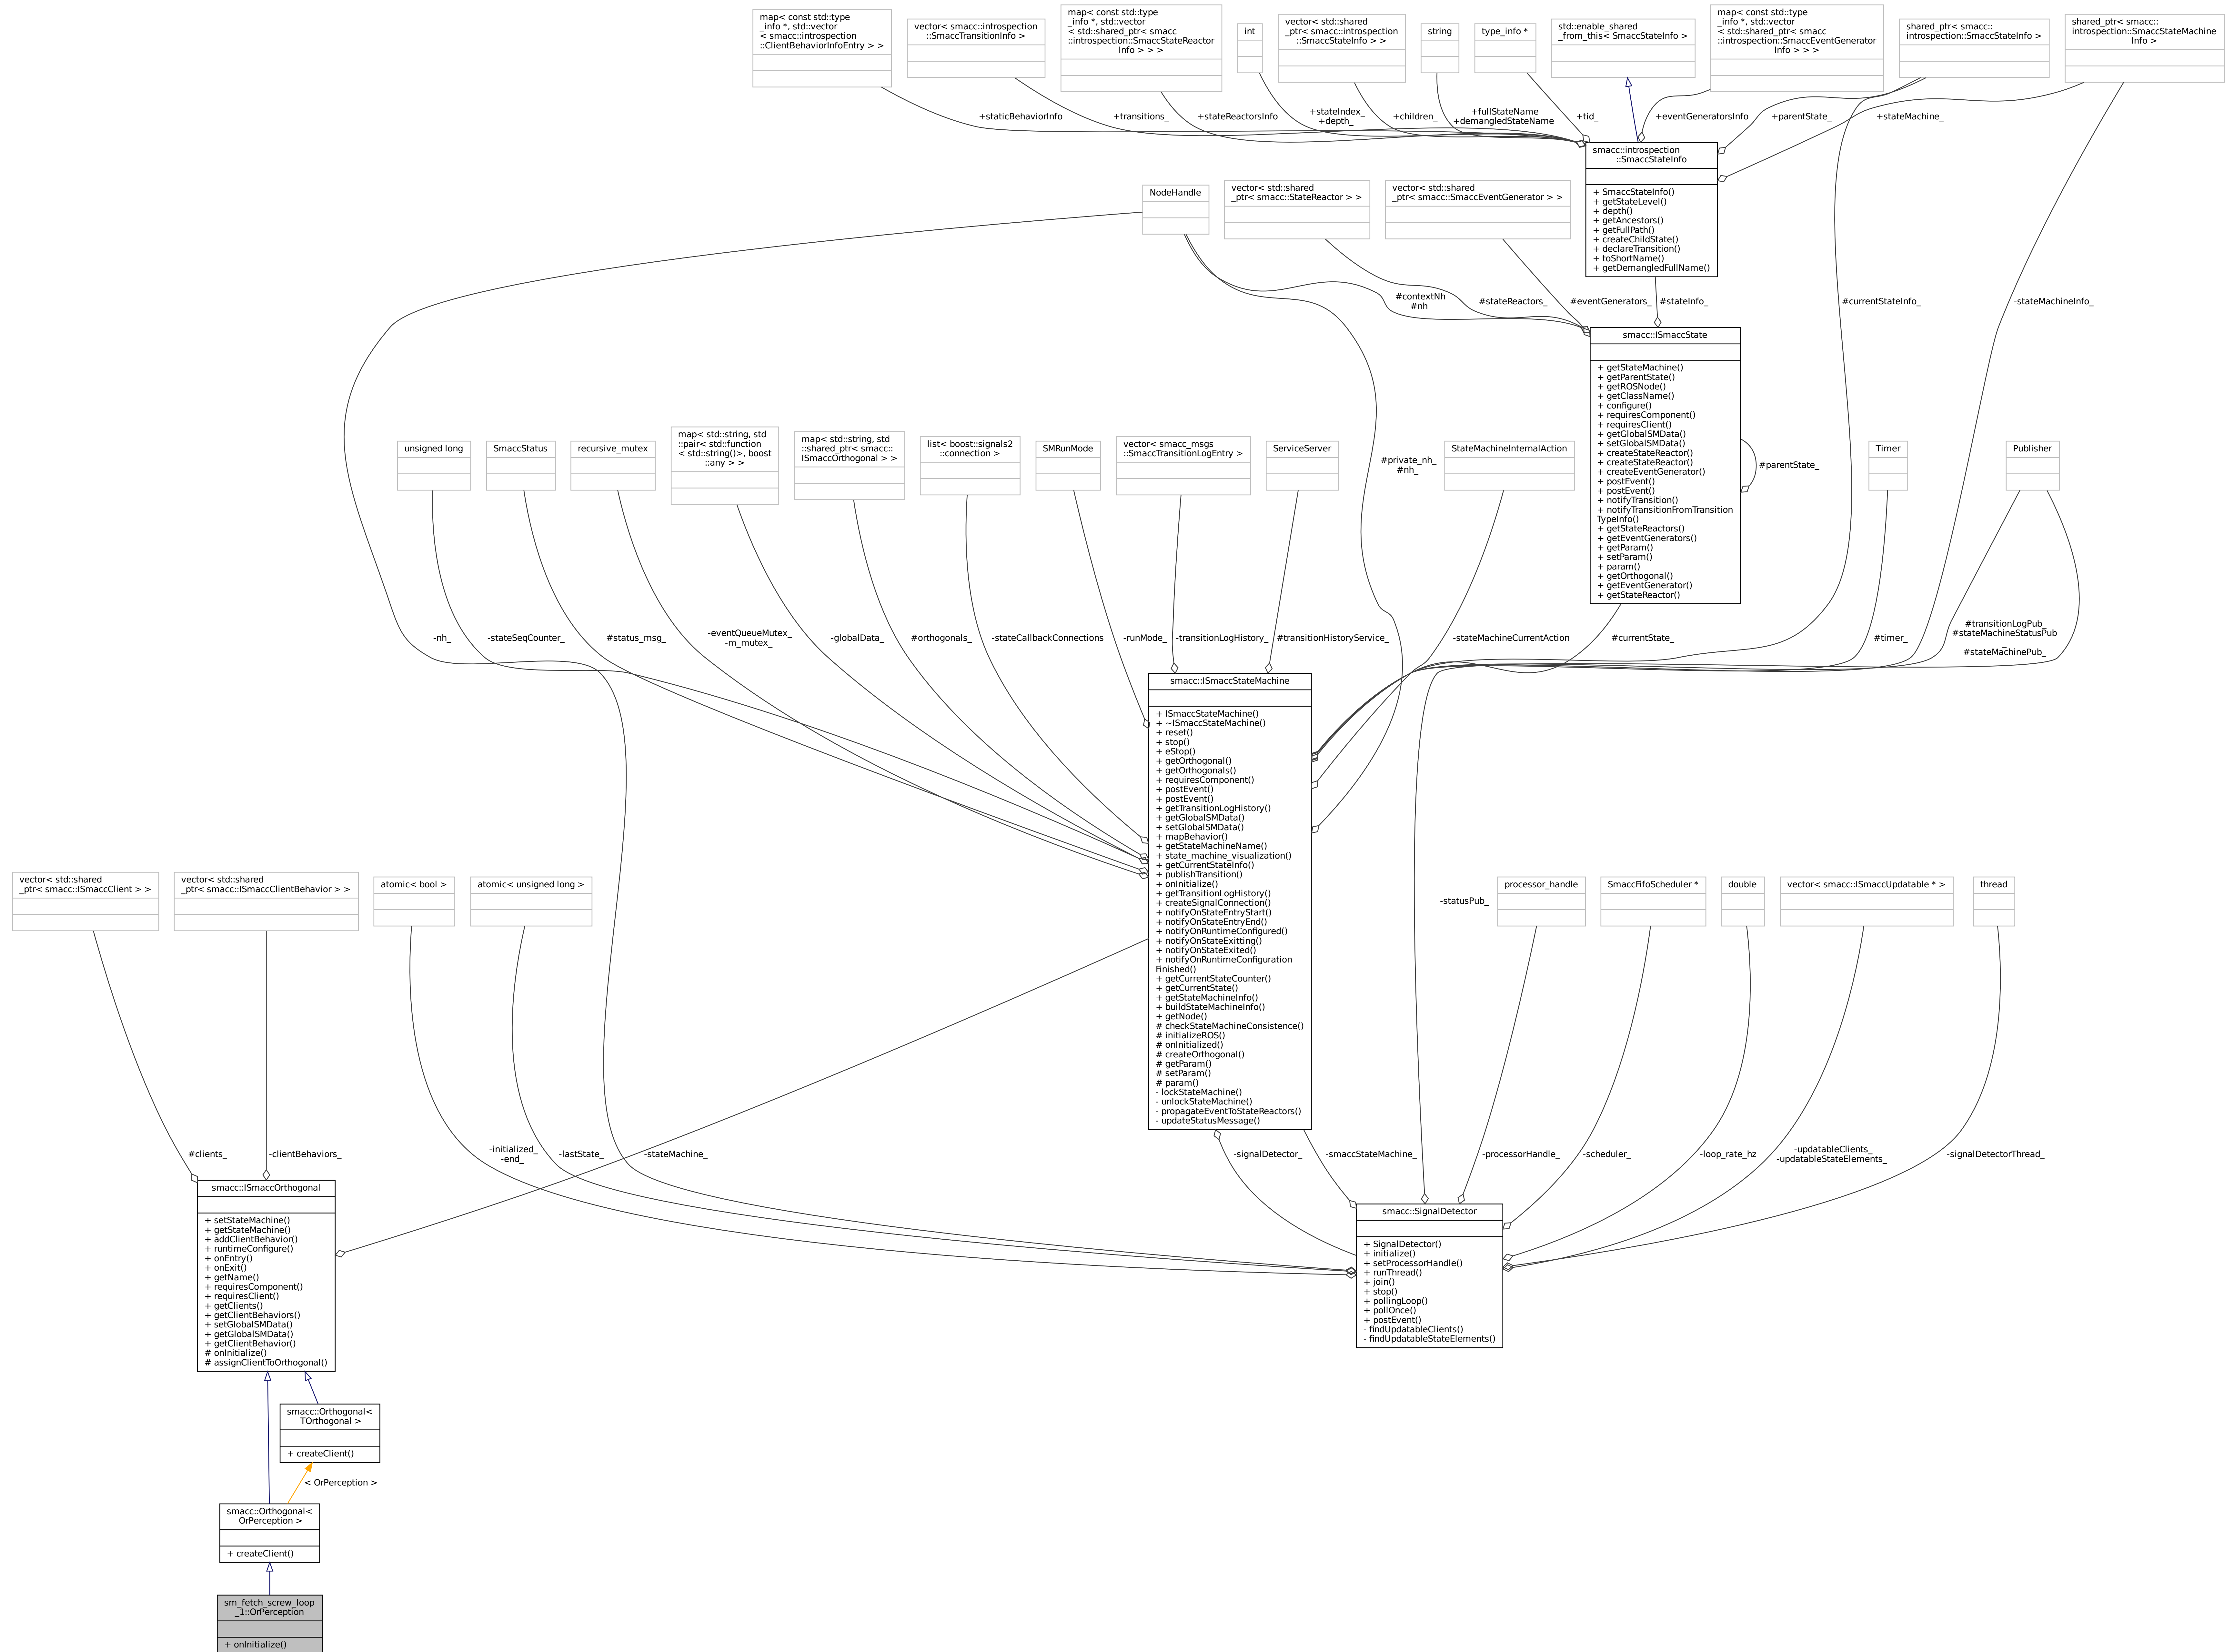 map< const std::type
_info *, std::vector
< smacc::introspection
::ClientBehaviorInfoEntry > >
vector< smacc::introspection
::SmaccTransitionInfo >
map< const std::type
_info *, std::vector
< std::shared_ptr< smacc
::introspection::SmaccStateReactor
Info > > >
int
vector< std::shared
_ptr< smacc::introspection
::SmaccStateInfo > >
string
type_info *
std::enable_shared
_from_this< SmaccStateInfo >
map< const std::type
_info *, std::vector
< std::shared_ptr< smacc
::introspection::SmaccEventGenerator
Info > > >
shared_ptr< smacc::
introspection::SmaccStateInfo >
shared_ptr< smacc::
introspection::SmaccStateMachine
Info >
+staticBehaviorInfo
+transitions_
+stateReactorsInfo
+stateIndex_
+depth_
+children_
+fullStateName
+demangledStateName
+tid_
+eventGeneratorsInfo
+parentState_
+stateMachine_
smacc::introspection
::SmaccStateInfo
+ SmaccStateInfo()
+ getStateLevel()
+ depth()
+ getAncestors()
+ getFullPath()
+ createChildState()
+ declareTransition()
+ toShortName()
+ getDemangledFullName()
NodeHandle
vector< std::shared
_ptr< smacc::StateReactor > >
vector< std::shared
_ptr< smacc::SmaccEventGenerator > >
#contextNh
#nh
#stateReactors_
#eventGenerators_
#stateInfo_
#currentStateInfo_
-stateMachineInfo_
smacc::ISmaccState
+ getStateMachine()
+ getParentState()
+ getROSNode()
+ getClassName()
+ configure()
+ requiresComponent()
+ requiresClient()
+ getGlobalSMData()
+ setGlobalSMData()
+ createStateReactor()
+ createStateReactor()
+ createEventGenerator()
+ postEvent()
+ postEvent()
+ notifyTransition()
+ notifyTransitionFromTransition
TypeInfo()
+ getStateReactors()
+ getEventGenerators()
+ getParam()
+ setParam()
+ param()
+ getOrthogonal()
+ getEventGenerator()
+ getStateReactor()
#parentState_
unsigned long
SmaccStatus
recursive_mutex
map< std::string, std
::pair< std::function
< std::string()>, boost
::any > >
map< std::string, std
::shared_ptr< smacc::
ISmaccOrthogonal > >
list< boost::signals2
::connection >
SMRunMode
vector< smacc_msgs
::SmaccTransitionLogEntry >
ServiceServer
#private_nh_
#nh_
StateMachineInternalAction
Timer
Publisher
-nh_
-stateSeqCounter_
#status_msg_
-eventQueueMutex_
-m_mutex_
-globalData_
#orthogonals_
-stateCallbackConnections
-runMode_
-transitionLogHistory_
#transitionHistoryService_
-stateMachineCurrentAction
#currentState_
#timer_
#transitionLogPub_
#stateMachineStatusPub
_
#stateMachinePub_
smacc::ISmaccStateMachine
+ ISmaccStateMachine()
+ ~ISmaccStateMachine()
+ reset()
+ stop()
+ eStop()
+ getOrthogonal()
+ getOrthogonals()
+ requiresComponent()
+ postEvent()
+ postEvent()
+ getTransitionLogHistory()
+ getGlobalSMData()
+ setGlobalSMData()
+ mapBehavior()
+ getStateMachineName()
+ state_machine_visualization()
+ getCurrentStateInfo()
+ publishTransition()
+ onInitialize()
+ getTransitionLogHistory()
+ createSignalConnection()
+ notifyOnStateEntryStart()
+ notifyOnStateEntryEnd()
+ notifyOnRuntimeConfigured()
+ notifyOnStateExitting()
+ notifyOnStateExited()
+ notifyOnRuntimeConfiguration
Finished()
+ getCurrentStateCounter()
+ getCurrentState()
+ getStateMachineInfo()
+ buildStateMachineInfo()
+ getNode()
# checkStateMachineConsistence()
# initializeROS()
# onInitialized()
# createOrthogonal()
# getParam()
# setParam()
# param()
- lockStateMachine()
- unlockStateMachine()
- propagateEventToStateReactors()
- updateStatusMessage()
vector< std::shared
_ptr< smacc::ISmaccClient > >
vector< std::shared
_ptr< smacc::ISmaccClientBehavior > >
atomic< bool >
atomic< unsigned long >
-statusPub_
processor_handle
SmaccFifoScheduler *
double
vector< smacc::ISmaccUpdatable * >
thread
#clients_
-clientBehaviors_
-initialized_
-end_
-lastState_
-stateMachine_
-signalDetector_
-smaccStateMachine_
-processorHandle_
-scheduler_
-loop_rate_hz
-updatableClients_
-updatableStateElements_
-signalDetectorThread_
smacc::ISmaccOrthogonal
+ setStateMachine()
+ getStateMachine()
+ addClientBehavior()
+ runtimeConfigure()
+ onEntry()
+ onExit()
+ getName()
+ requiresComponent()
+ requiresClient()
+ getClients()
+ getClientBehaviors()
+ setGlobalSMData()
+ getGlobalSMData()
+ getClientBehavior()
# onInitialize()
# assignClientToOrthogonal()
smacc::SignalDetector
+ SignalDetector()
+ initialize()
+ setProcessorHandle()
+ runThread()
+ join()
+ stop()
+ pollingLoop()
+ pollOnce()
+ postEvent()
- findUpdatableClients()
- findUpdatableStateElements()
smacc::Orthogonal<
TOrthogonal >
+ createClient()
< OrPerception >
smacc::Orthogonal<
OrPerception >
+ createClient()
sm_fetch_screw_loop
_1::OrPerception
+ onInitialize()